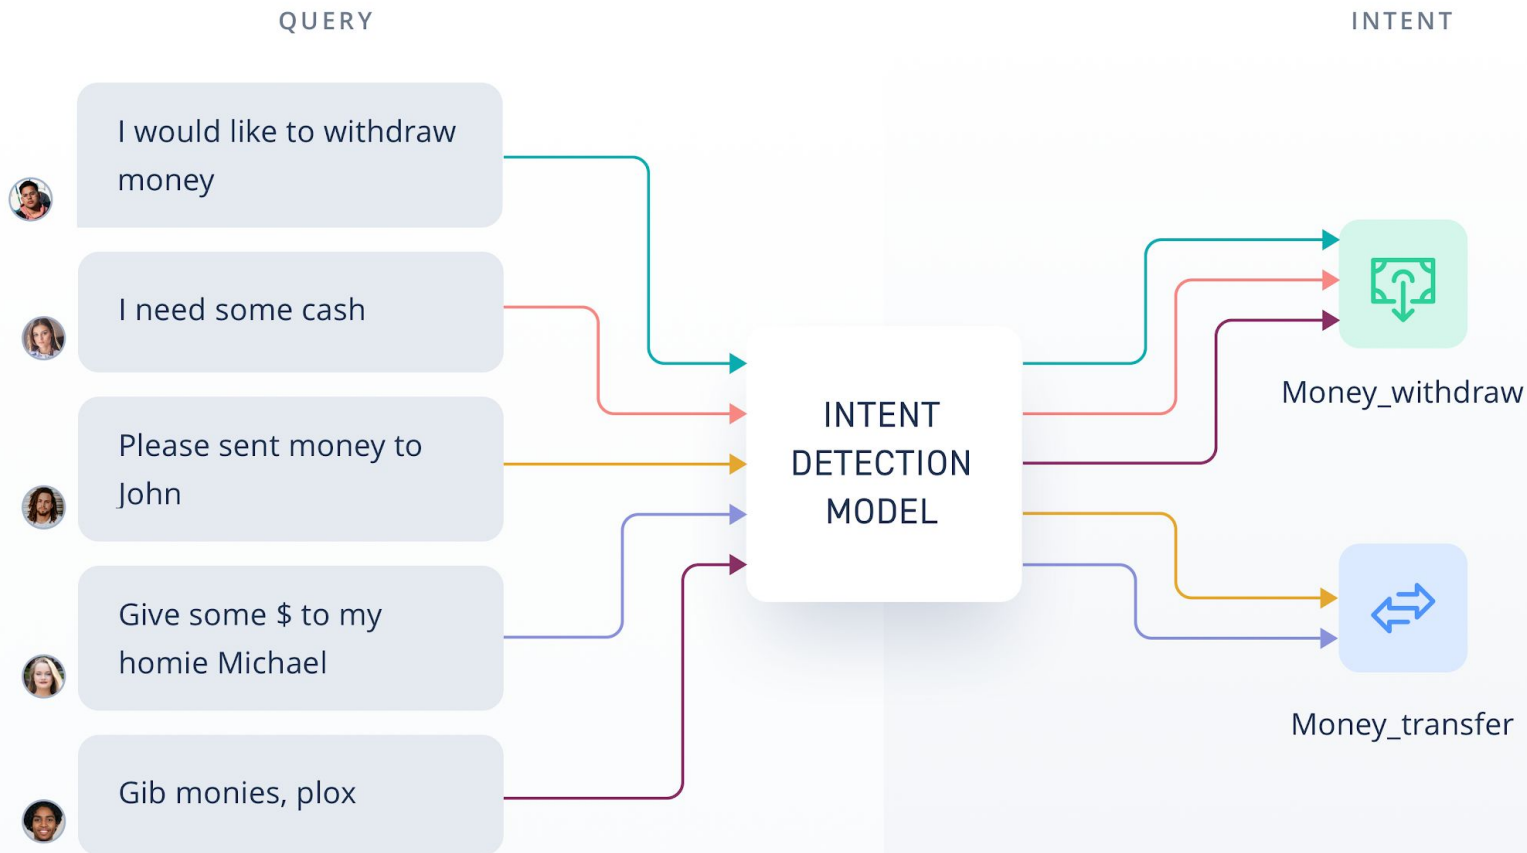 QUERY
INTENT
I would like to withdraw
money
I need some cash
Please sent money to
John
Give some $ to my
homie Michael
Gib monies, plox
INTENT
DETECTION
MODEL
Money_withdraw
Money_transfer